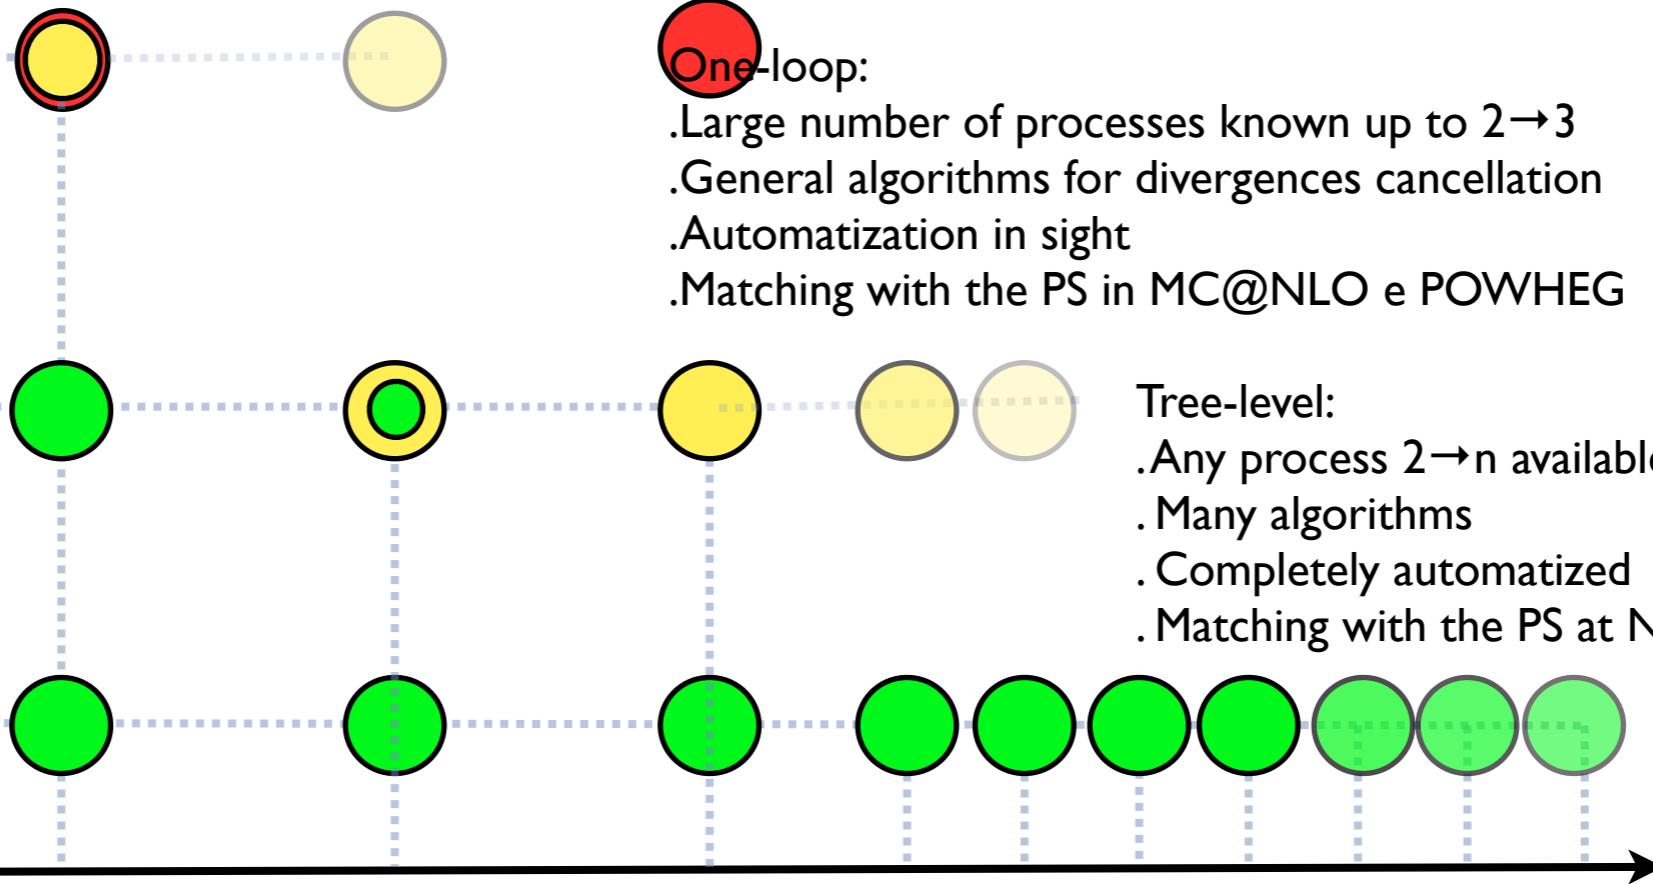 One-loop:
.Large number of processes known up to 2→3
.General algorithms for divergences cancellation
.Automatization in sight
.Matching with the PS in MC@NLO e POWHEG
Tree-level:
.Any process 2→n
. Many algorithms
. Completely automatized
. Matching with the PS at